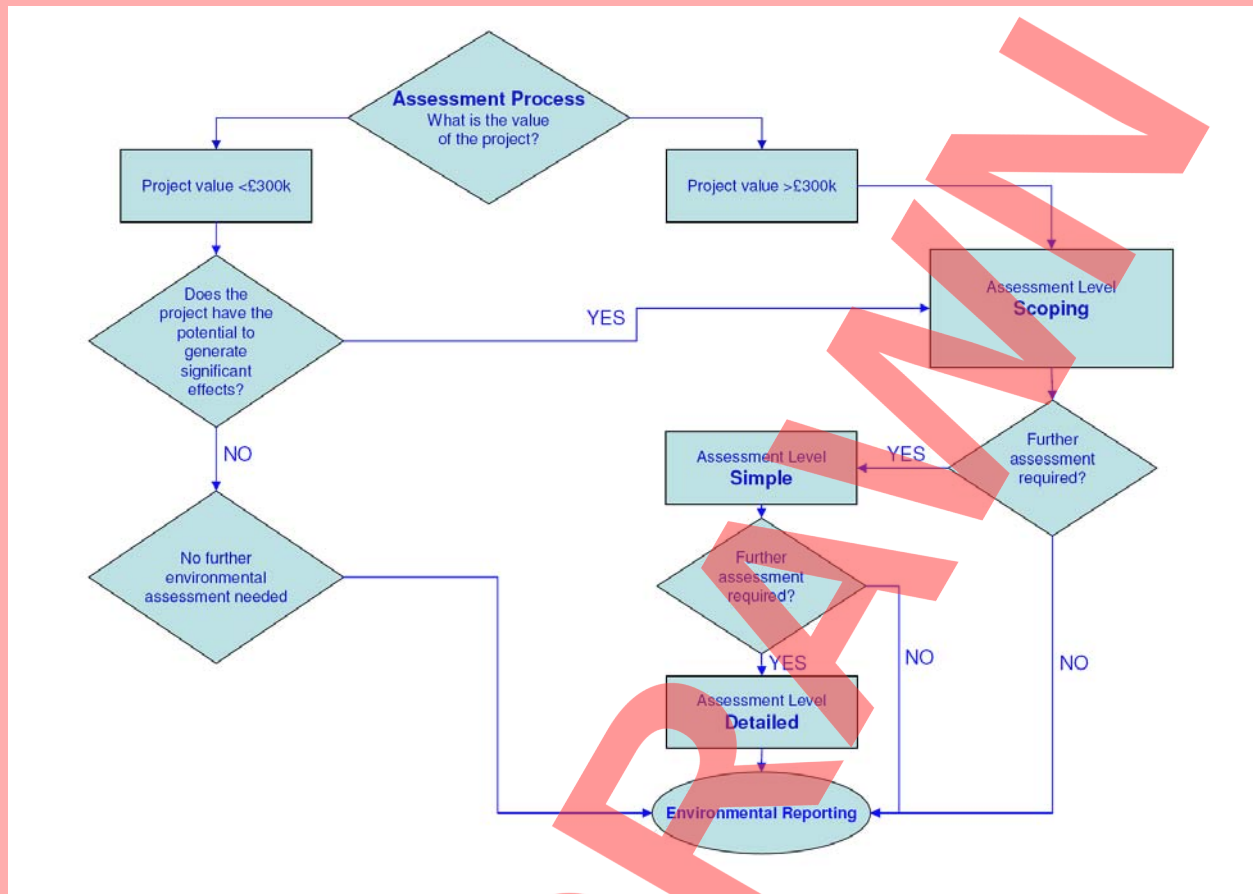 Assessment Process
What is the value
of the project?
Project value <£300k
Project value >£300k
Does the
project have the
potential to
generate
significant
effects?
YES
Assessment Level
Scoping
NO
Further
assessment
required?
YES
Assessment Level
Simple
No further
environmental
assessment needed
Further
assessment
required?
NO
NO
YES
Assessment Level
Detailed
Environmental Reporting
RAWN